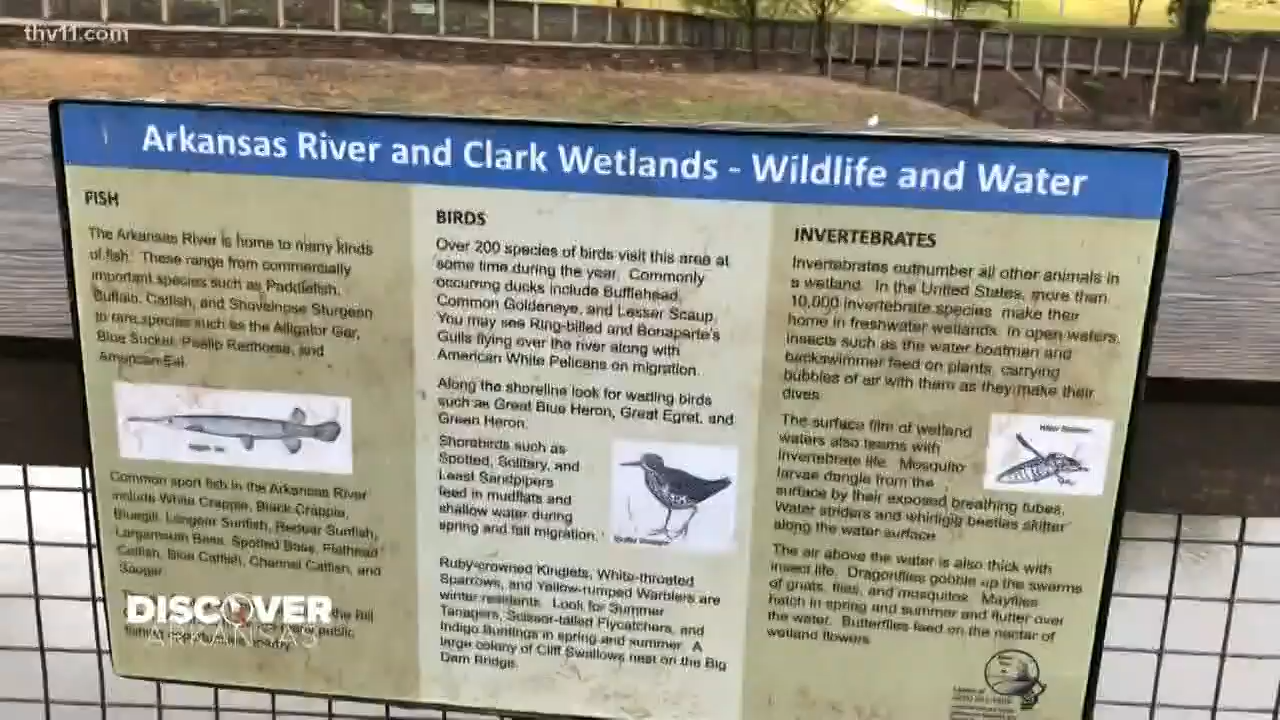 thv11.com
Arkansas River and Clark Wetlands - Wildlife and Water
FISH
The Arkansas River is home to many kinds
of fish. These range from commercially
important species such as Paddlefish,
Buffalo, Catfish, and Shovelnose Sturgeon
to rare species such as the Alligator Gar,
Blue Sucker, Pealip Redhorse, and
American Eel.
Common sport fish in the Arkansas River
include White Crappie, Black Crappie,
Bluegill, Longear Sunfish, Redear Sunfish,
Largemouth Bass, Spotted Bass, Flathead
Catfish, Blue Catfish, Channel Catfish, and
Sauger.
DISCOVER
ARKANSAS
BIRDS
Over 200 species of birds visit this area at
some time during the year. Commonly
occurring ducks include Bufflehead,
Common Goldeneye, and Lesser Scaup.
You may see Ring-billed and Bonaparte's
Gulls flying over the river along with
American White Pelicans on migration.
Along the shoreline look for wading birds
such as Great Blue Heron, Great Egret, and
Green Heron.
Shorebirds such as
Spotted, Solitary, and
Least Sandpipers
feed in mudflats and
shallow water during
spring and fall migration.
Ruby-crowned Kinglets, White-throated
Sparrows, and Yellow-rumped Warblers are
winter residents. Look for Summer
Tanagers, Scissor-tailed Flycatchers, and
Indigo Buntings in spring and summer. A
large colony of Cliff Swallows nest on the Big
Dam Bridge.
INVERTEBRATES
Invertebrates outnumber all other animals in
a wetland. In the United States, more than
10,000 invertebrate species make their
home in freshwater wetlands. In open waters,
insects such as the water boatman and
backswimmer feed on plants, carrying
bubbles of air with them as they make their
dives.
The surface film of wetland
waters also teams with
invertebrate life. Mosquito
larvae dangle from the
surface by their exposed breathing tubes.
Water striders and whirligig beetles skitter
along the water surface.
The air above the water is also thick with
insect life. Dragonflies gobble up the swarms
of gnats, flies, and mosquitos. Mayflies
hatch in spring and summer and flutter over
the water. Butterflies feed on the nectar of
wetland flowers.